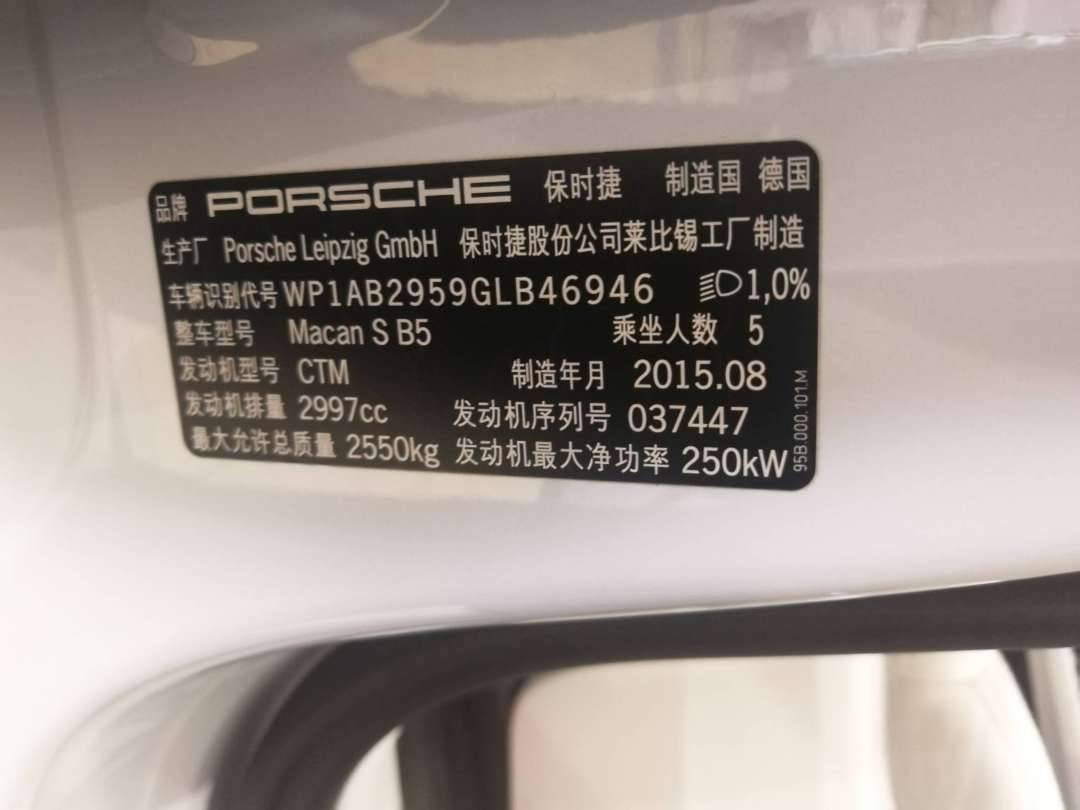 品牌 PORSCHE 保时捷 制造国 德国
生产厂 Porsche Leipzig GmbH 保时捷股份公司莱比锡工厂制造
车辆识别代号 WP1AB2959GLB46946 1,0%
整车型号 Macan S B5 乘坐人数 5
发动机型号 CTM 制造年月 2015.08
发动机排量 2997cc 发动机序列号 037447
最大允许总质量 2550kg 发动机最大净功率 250kW
95B.000.101.M